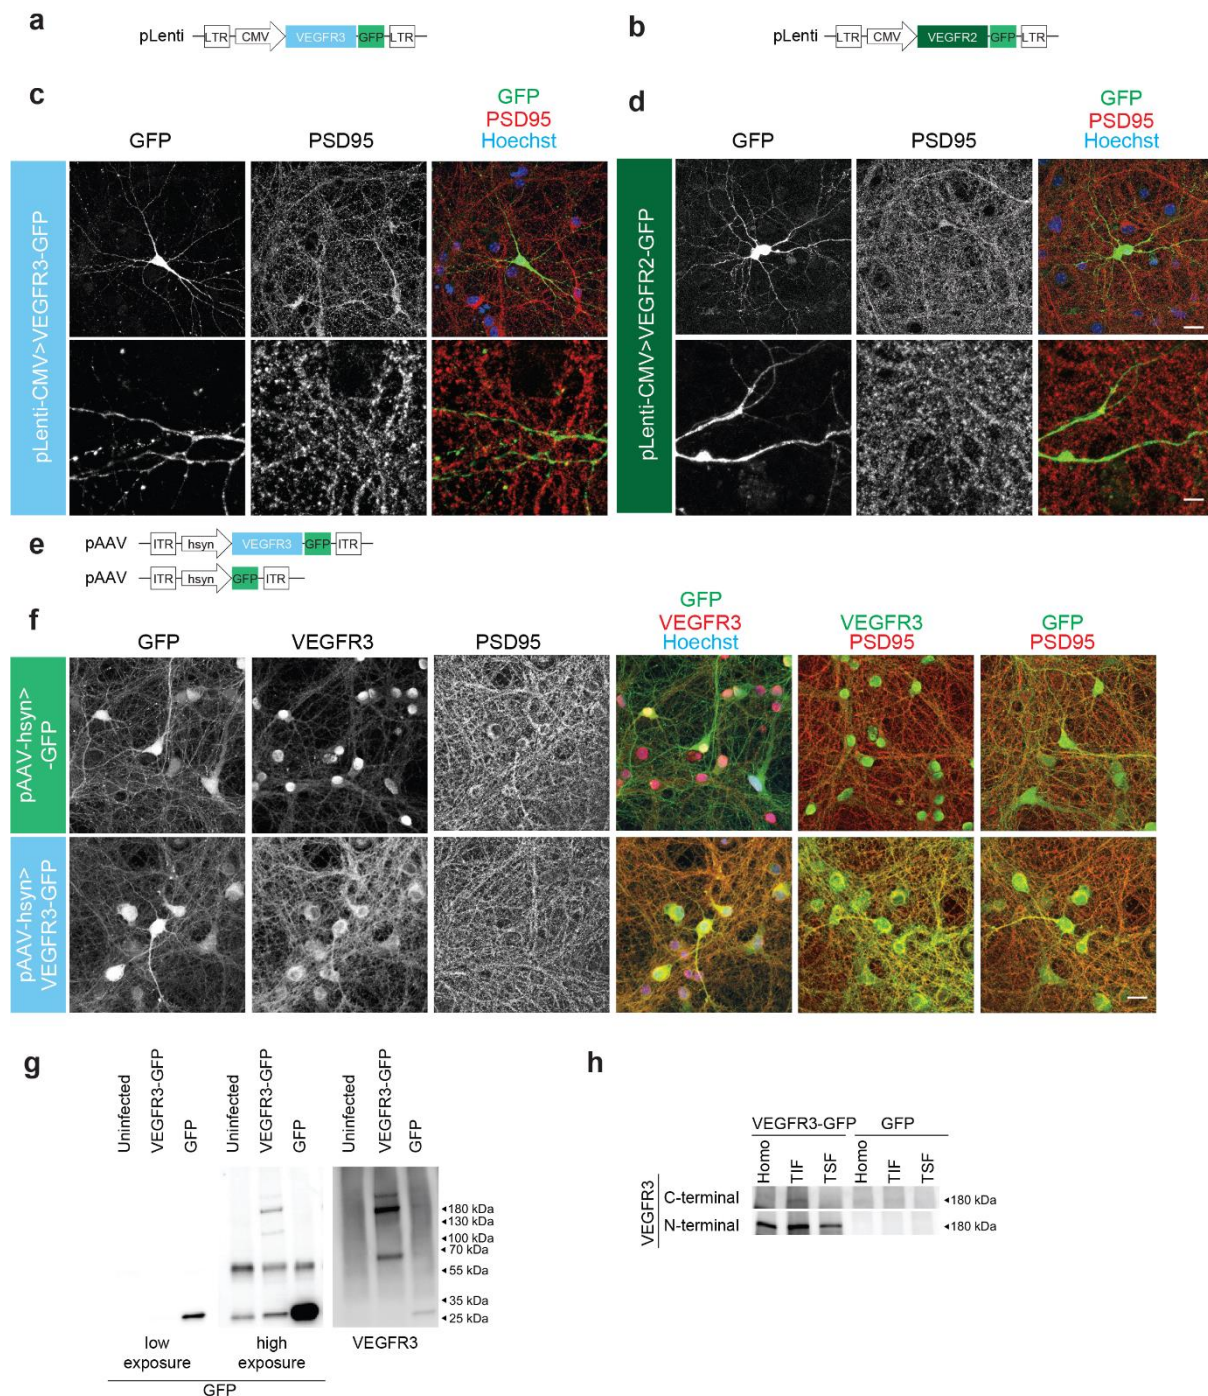 a
pLenti LTR CMV VEGFR3 GFP LTR
b
pLenti LTR CMV VEGFR2 GFP LTR
c
GFP
PSD95
GFP
PSD95
Hoechst
pLenti-CMV>VEGFR3-GFP
d
GFP
PSD95
GFP
PSD95
Hoechst
pLenti-CMV>VEGFR2-GFP
e
pAAV ITR hsyn VEGFR3 GFP ITR
pAAV ITR hsyn GFP ITR
f
GFP
VEGFR3
PSD95
GFP
VEGFR3
Hoechst
VEGFR3
PSD95
GFP
PSD95
pAAV-hsyn>
-GFP
pAAV-hsyn>
VEGFR3-GFP
g
Uninfected
VEGFR3-GFP
GFP
Uninfected
VEGFR3-GFP
GFP
Uninfected
VEGFR3-GFP
GFP
◄180 kDa
◄130 kDa
◄100 kDa
◄70 kDa
◄55 kDa
◄35 kDa
◄25 kDa
low
exposure
high
exposure
GFP
VEGFR3
h
VEGFR3-GFP GFP
Homo
TIF
TSF
Homo
TIF
TSF
VEGFR3
C-terminal ◄180 kDa
N-terminal ◄180 kDa